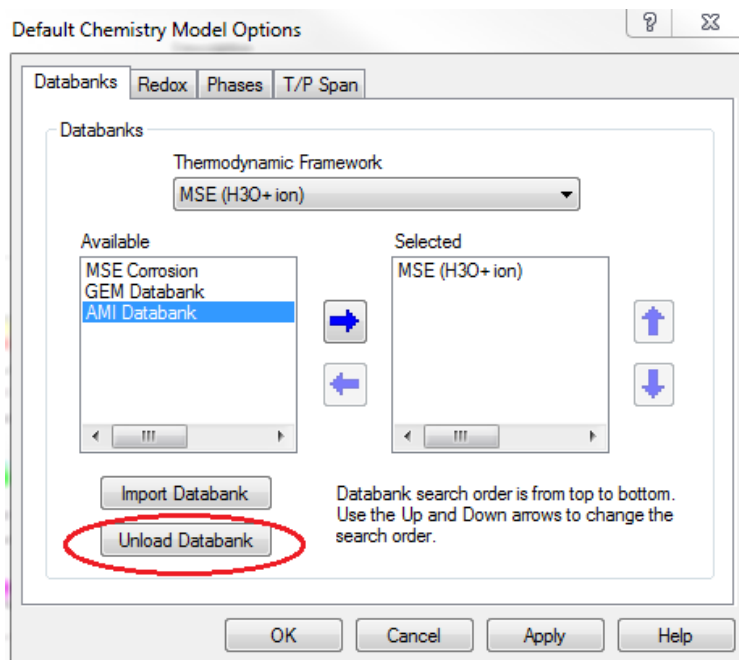 Default Chemistry Model Options
Databanks Redox Phases T/P Span
Databanks
Thermodynamic Framework
MSE (H3O+ ion)
Available Selected
MSE Corrosion MSE (H3O+ ion)
GEM Databank
AMI Databank
Import Databank
Unload Databank
Databank search order is from top to bottom.
Use the Up and Down arrows to change the
search order.
OK Cancel Apply Help